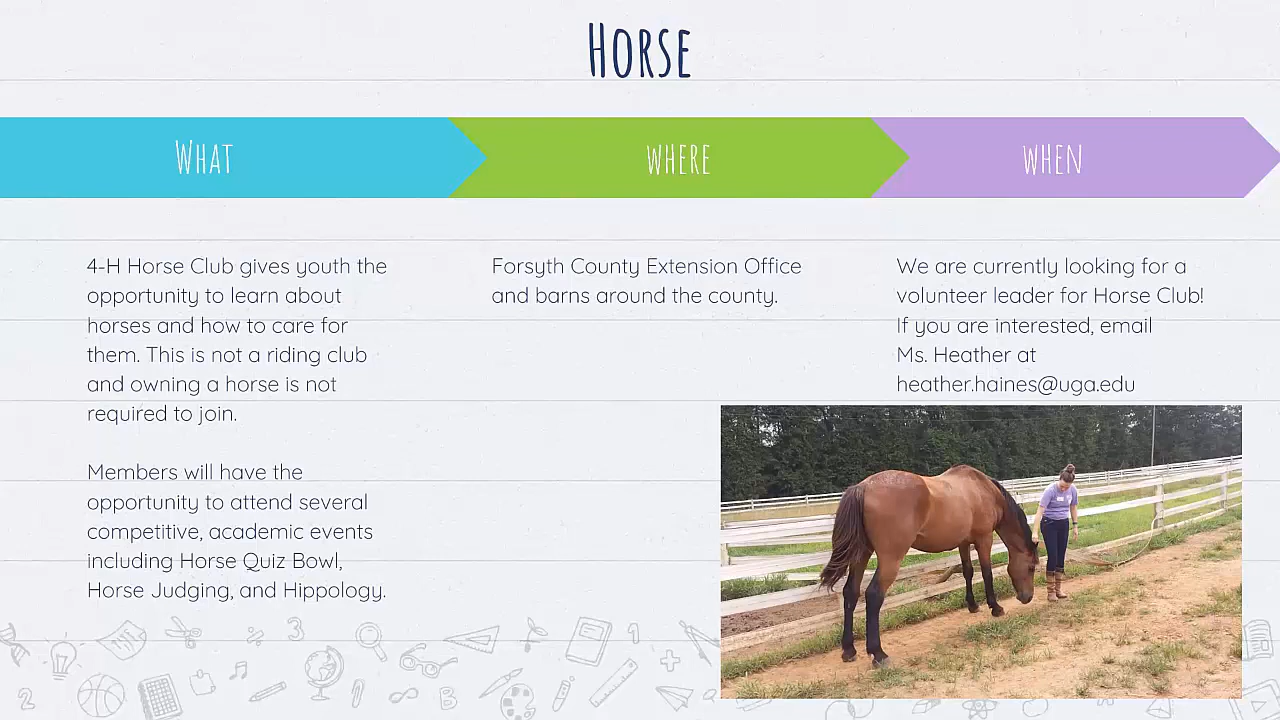 Horse
What
where
when
4-H Horse Club gives youth the
opportunity to learn about
horses and how to care for
them. This is not a riding club
and owning a horse is not
required to join.
Members will have the
opportunity to attend several
competitive, academic events
including Horse Quiz Bowl,
Horse Judging, and Hippology.
Forsyth County Extension Office
and barns around the county.
We are currently looking for a
volunteer leader for Horse Club!
If you are interested, email
Ms. Heather at
heather.haines@uga.edu
3
1
2
B